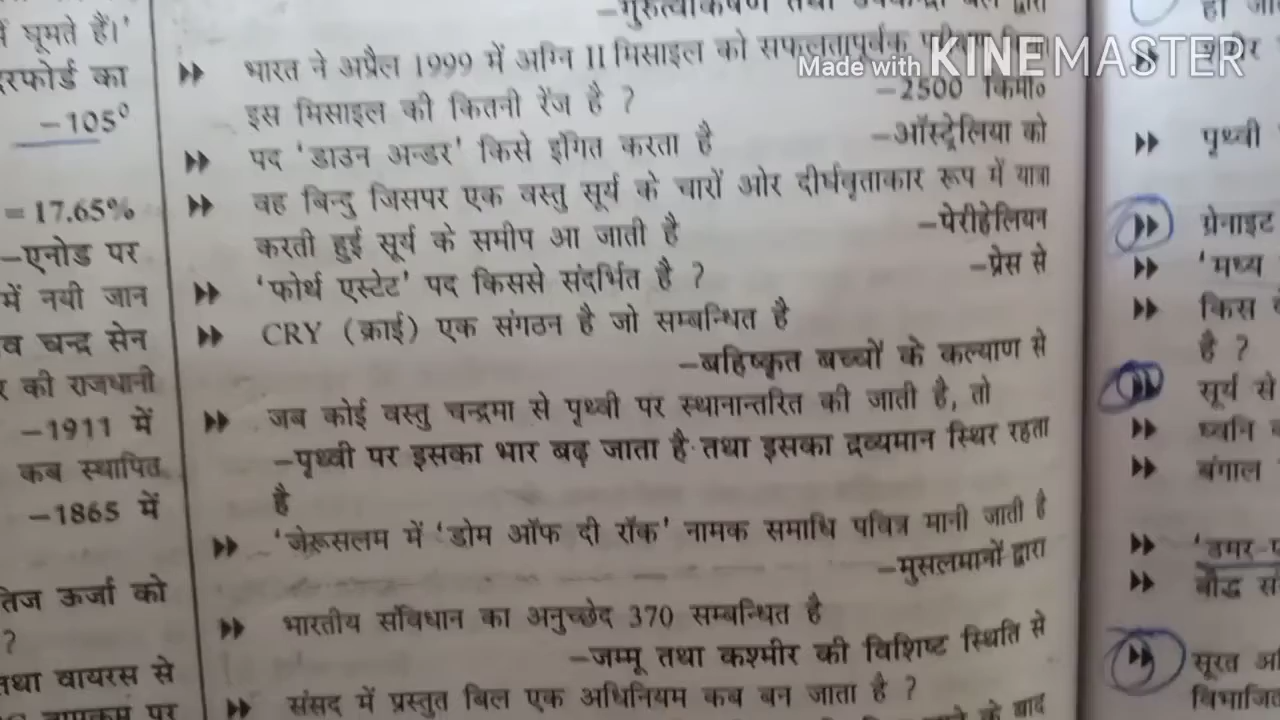 में घूमते हैं।'
का
-105⁰
= 17.65%
-एनोड पर
में नयी जान
व चन्द्र सेन
की राजधानी
-1911 में
कब स्थापित
-1865 में
ऊर्जा को
?
तथा वायरस से
पर
-गुरुत्वाकर्षण तथा
भारत ने अप्रैल 1999 में अग्नि II मिसाइल को सफलतापूर्वक
इस मिसाइल की कितनी रेंज है ? -2500 किमी०
पद 'डाउन अन्डर' किसे इंगित करता है -ऑस्ट्रेलिया को
वह बिन्दु जिसपर एक वस्तु सूर्य के चारों ओर दीर्घवृताकार रूप में यात्रा
करती हुई सूर्य के समीप आ जाती है -पेरीहेलियन
'फोर्थ एस्टेट' पद किससे संदर्भित है ? -प्रेस से
CRY (क्राई) एक संगठन है जो सम्बन्धित है
-बहिष्कृत बच्चों के कल्याण से
जब कोई वस्तु चन्द्रमा से पृथ्वी पर स्थानान्तरित की जाती है, तो
-पृथ्वी पर इसका भार बढ़ जाता है तथा इसका द्रव्यमान स्थिर रहता
है
'जेरूसलम में 'डोम ऑफ दी रॉक' नामक समाधि पवित्र मानी जाती है
-मुसलमानों द्वारा
भारतीय संविधान का अनुच्छेद 370 सम्बन्धित है
-जम्मू तथा कश्मीर की विशिष्ट स्थिति से
संसद में प्रस्तुत बिल एक अधिनियम कब बन जाता है ?
के बाद
पृथ्वी
ग्रेनाइट
'मध्य
किस
है ?
सूर्य से
ध्वनि
बंगाल
बौद्ध
सूरत
Made with KINEMASTER